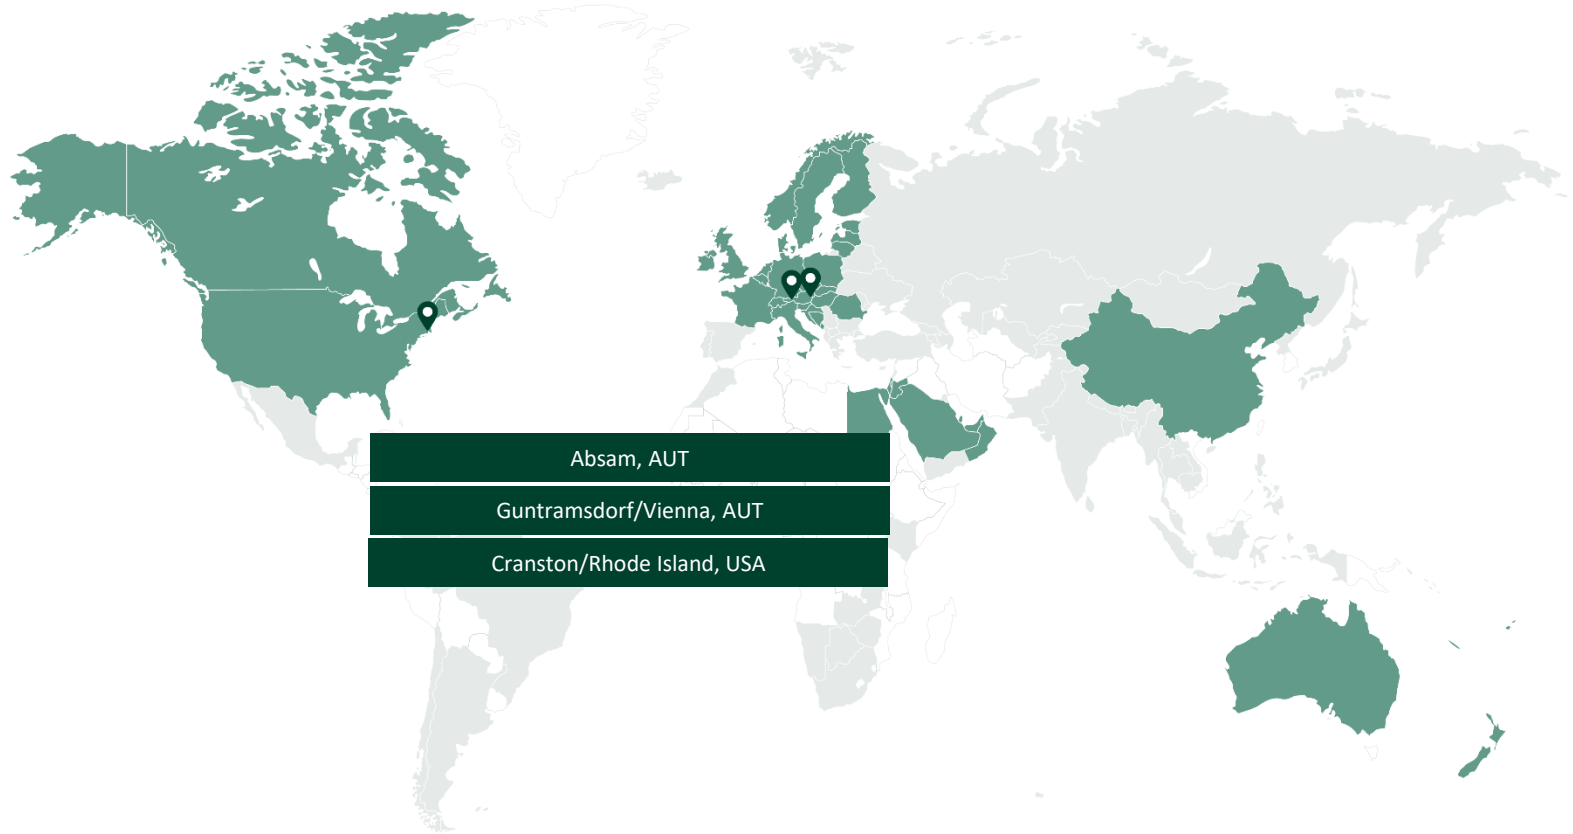 Absam, AUT
Guntramsdorf/Vienna, AUT
Cranston/Rhode Island, USA